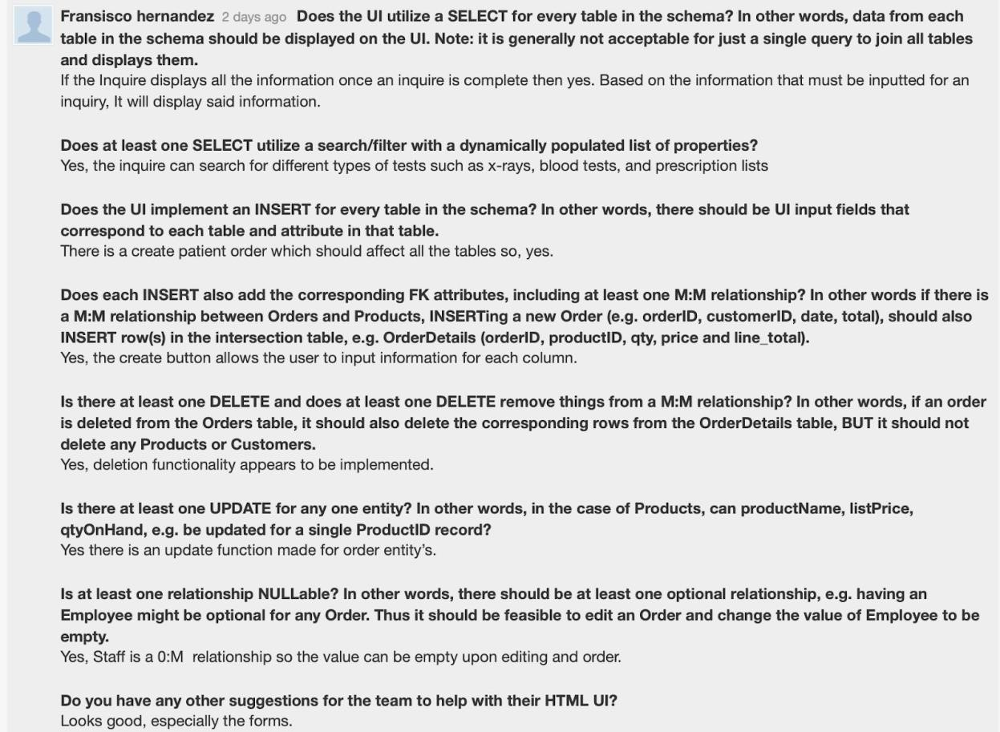 Fransisco hernandez 2 days ago Does the UI utilize a SELECT for every table in the schema? In other words, data from each
table in the schema should be displayed on the UI. Note: it is generally not acceptable for just a single query to join all tables
and displays them.
If the Inquire displays all the information once an inquire is complete then yes. Based on the information that must be inputted for an
inquiry, It will display said information.
Does at least one SELECT utilize a search/filter with a dynamically populated list of properties?
Yes, the inquire can search for different types of tests such as x-rays, blood tests, and prescription lists
Does the UI implement an INSERT for every table in the schema? In other words, there should be UI input fields that
correspond to each table and attribute in that table.
There is a create patient order which should affect all the tables so, yes.
Does each INSERT also add the corresponding FK attributes, including at least one M:M relationship? In other words if there is
a M:M relationship between Orders and Products, INSERTing a new Order (e.g. orderID, customerID, date, total), should also
INSERT row(s) in the intersection table, e.g. OrderDetails (orderID, productID, qty, price and line_total).
Yes, the create button allows the user to input information for each column.
Is there at least one DELETE and does at least one DELETE remove things from a M:M relationship? In other words, if an order
is deleted from the Orders table, it should also delete the corresponding rows from the OrderDetails table, BUT it should not
delete any Products or Customers.
Yes, deletion functionality appears to be implemented.
Is there at least one UPDATE for any one entity? In other words, in the case of Products, can productName, listPrice,
qtyOnHand, e.g. be updated for a single ProductID record?
Yes there is an update function made for order entity’s.
Is at least one relationship NULLable? In other words, there should be at least one optional relationship, e.g. having an
Employee might be optional for any Order. Thus it should be feasible to edit an Order and change the value of Employee to be
empty.
Yes, Staff is a 0:M relationship so the value can be empty upon editing and order.
Do you have any other suggestions for the team to help with their HTML UI?
Looks good, especially the forms.